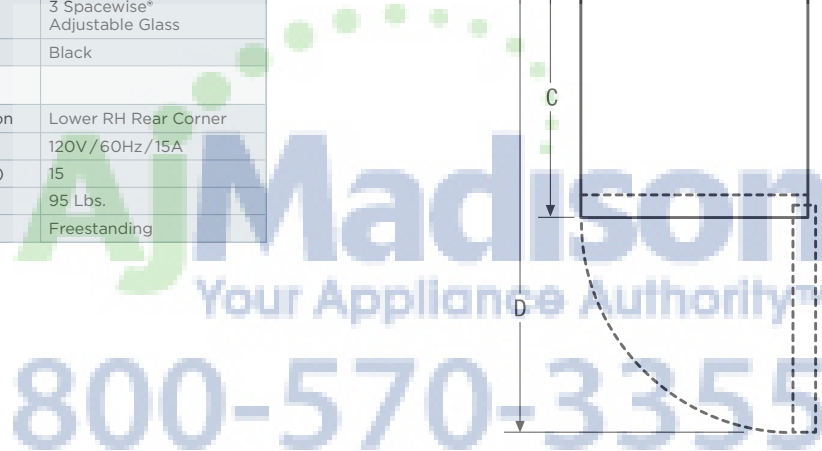 3 Spacewise®
Adjustable Glass
Black
on Lower RH Rear Corner
120V/60Hz/15A
15
95 Lbs.
Freestanding
C
D
AjMadison
Your Appliance Authority™
800-570-3355